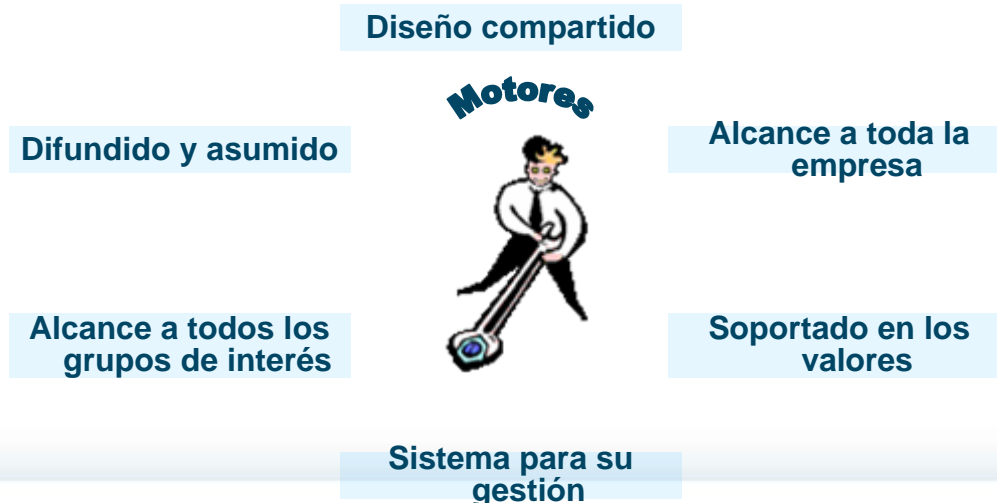 Diseño compartido
Motores
Difundido y asumido
Alcance a toda la
empresa
Alcance a todos los
grupos de interés
Soportado en los
valores
Sistema para su
gestión